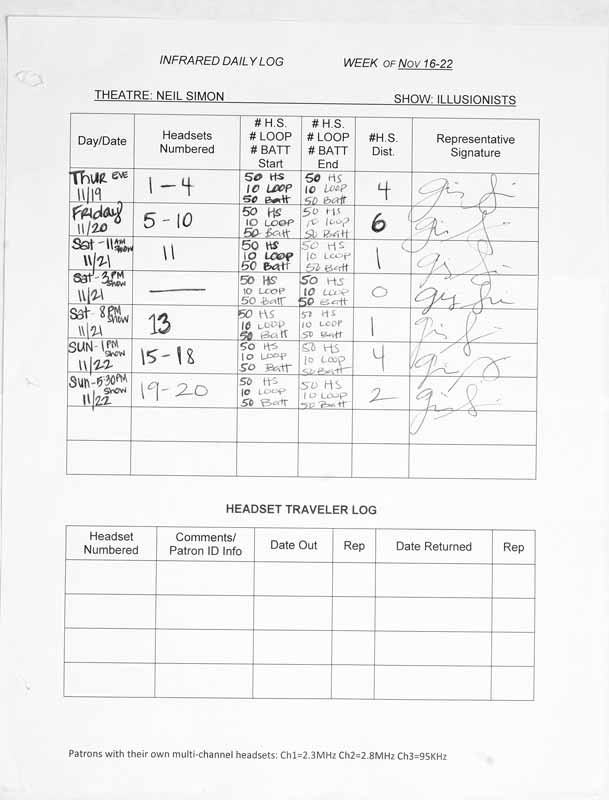 INFRARED DAILY LOG WEEK OF NOV 16-22
THEATRE: NEIL SIMON SHOW: ILLUSIONISTS
Day/Date Headsets Numbered # H.S. # LOOP # BATT Start # H.S. # LOOP # BATT End #H.S. Dist. Representative Signature
Thur EVE 11/19 1-4 50 HS 10 LOOP 50 Batt 50 HS 10 LOOP 50 Batt 4
Friday 11/20 5-10 50 HS 10 LOOP 50 Batt 50 HS 10 LOOP 50 Batt 6
Sat - 11AM show 11/21 11 50 HS 10 LOOP 50 Batt 50 HS 10 LOOP 50 Batt 1
Sat - 3PM show 11/21 — 50 HS 10 LOOP 50 Batt 50 HS 10 LOOP 50 Batt 0
Sat - 8PM show 11/21 13 50 HS 10 LOOP 50 Batt 50 HS 10 LOOP 50 Batt 1
SUN - 1PM show 11/22 15-18 50 HS 10 LOOP 50 Batt 50 HS 10 LOOP 50 Batt 4
Sun - 5:30PM show 11/22 19-20 50 HS 10 LOOP 50 Batt 50 HS 10 LOOP 50 Batt 2
HEADSET TRAVELER LOG
Headset Numbered Comments/ Patron ID Info Date Out Rep Date Returned Rep
Patrons with their own multi-channel headsets: Ch1=2.3MHz Ch2=2.8MHz Ch3=95KHz